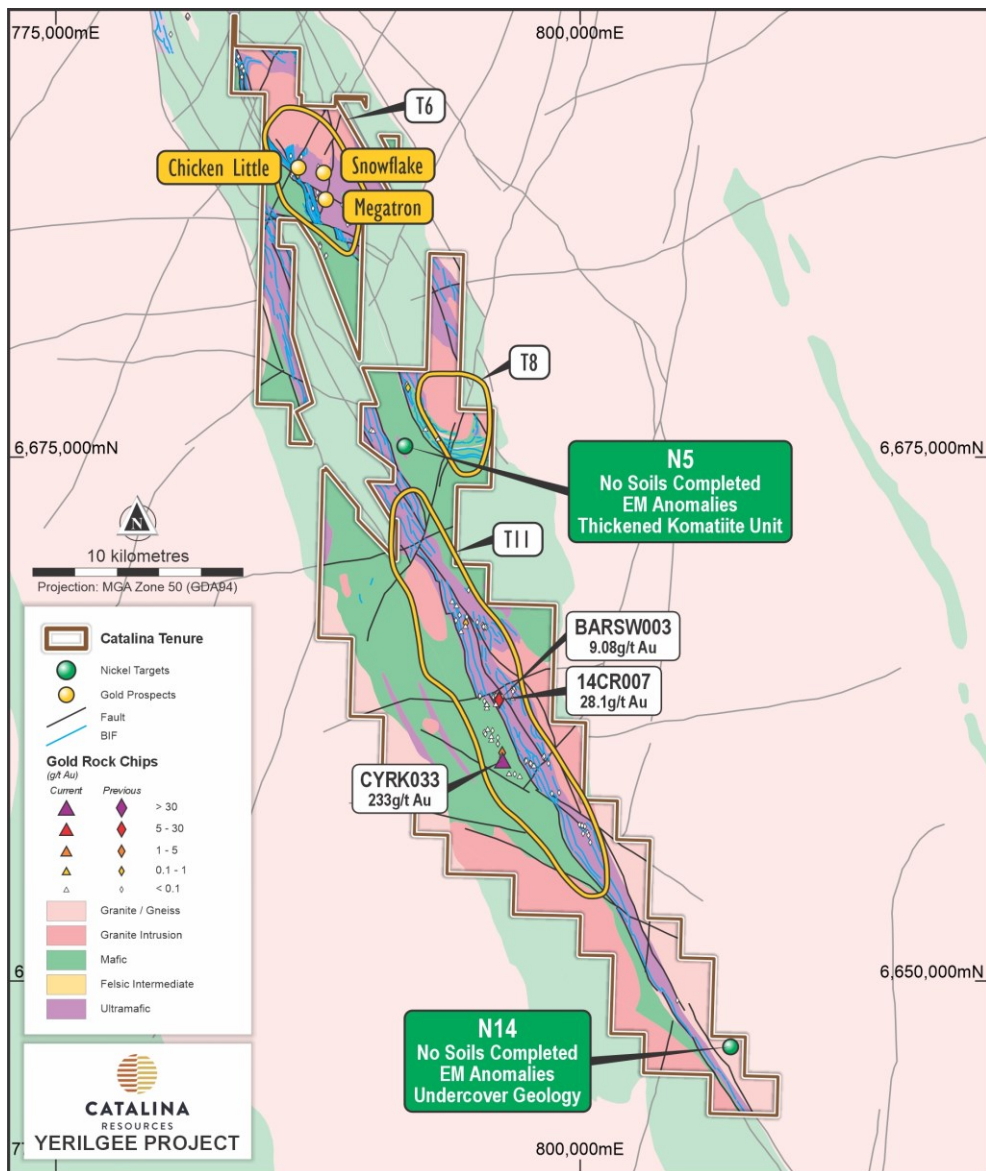 775,000mE
800,000mE
T6
Chicken Little
Snowflake
Megatron
T8
6,675,000mN
6,675,000mN
N5
No Soils Completed
EM Anomalies
Thickened Komatiite Unit
N
10 kilometres
Projection: MGA Zone 50 (GDA94)
T11
BARSW003
9.08g/t Au
14CR007
28.1g/t Au
CYRK033
233g/t Au
Catalina Tenure
Nickel Targets
Gold Prospects
Fault
BIF
Gold Rock Chips
(g/t Au)
Current Previous
> 30
5 - 30
1 - 5
0.1 - 1
< 0.1
Granite / Gneiss
Granite Intrusion
Mafic
Felsic Intermediate
Ultramafic
6,650,000mN
N14
No Soils Completed
EM Anomalies
Undercover Geology
CATALINA
RESOURCES
YERILGEE PROJECT
800,000mE